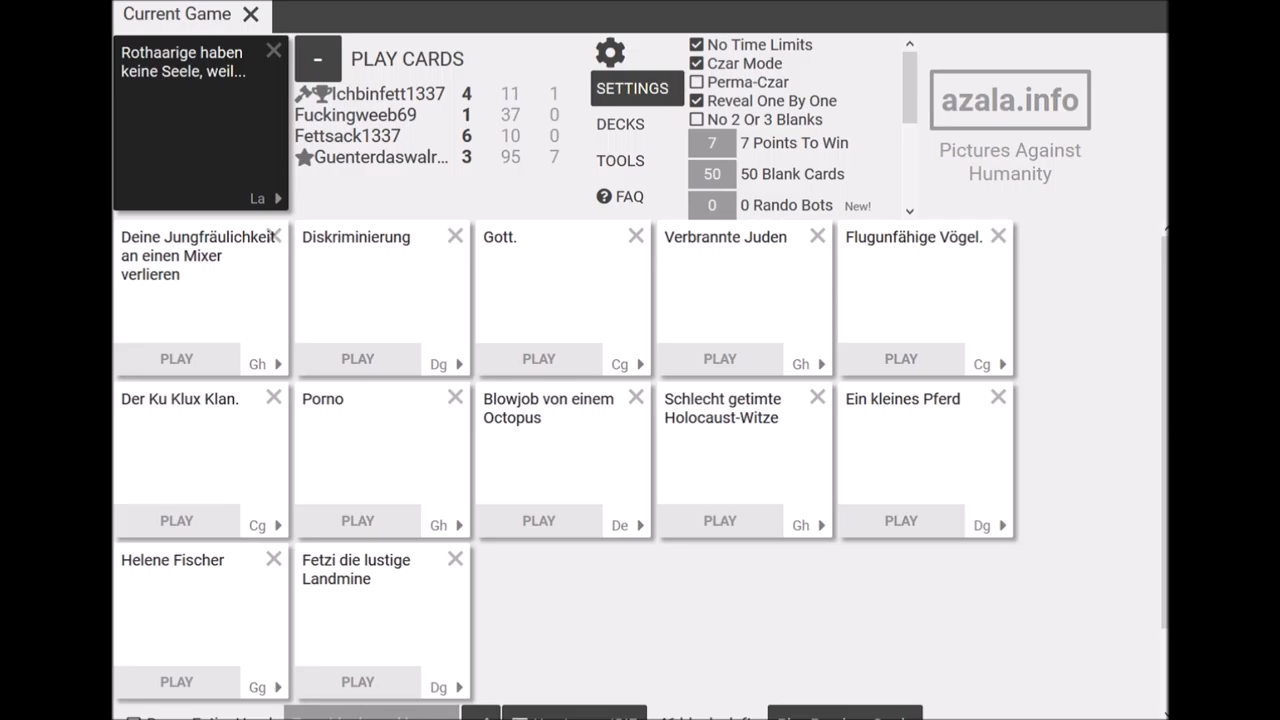 Current Game
Rothaarige haben
keine Seele, weil...
La
-
PLAY CARDS
Ichbinfett1337 4 11 1
Fuckingweeb69 1 37 0
Fettsack1337 6 10 0
Guenterdaswalr... 3 95 7
SETTINGS
DECKS
TOOLS
? FAQ
No Time Limits
Czar Mode
Perma-Czar
Reveal One By One
No 2 Or 3 Blanks
7 7 Points To Win
50 50 Blank Cards
0 0 Rando Bots New!
azala.info
Pictures Against
Humanity
Deine Jungfräulichkeit
an einen Mixer
verlieren
PLAY Gh
Diskriminierung
PLAY Dg
Gott.
PLAY Cg
Verbrannte Juden
PLAY Gh
Flugunfähige Vögel.
PLAY Cg
Der Ku Klux Klan.
PLAY Cg
Porno
PLAY Gh
Blowjob von einem
Octopus
PLAY De
Schlecht getimte
Holocaust-Witze
PLAY Gh
Ein kleines Pferd
PLAY Dg
Helene Fischer
PLAY Gg
Fetzi die lustige
Landmine
PLAY Dg